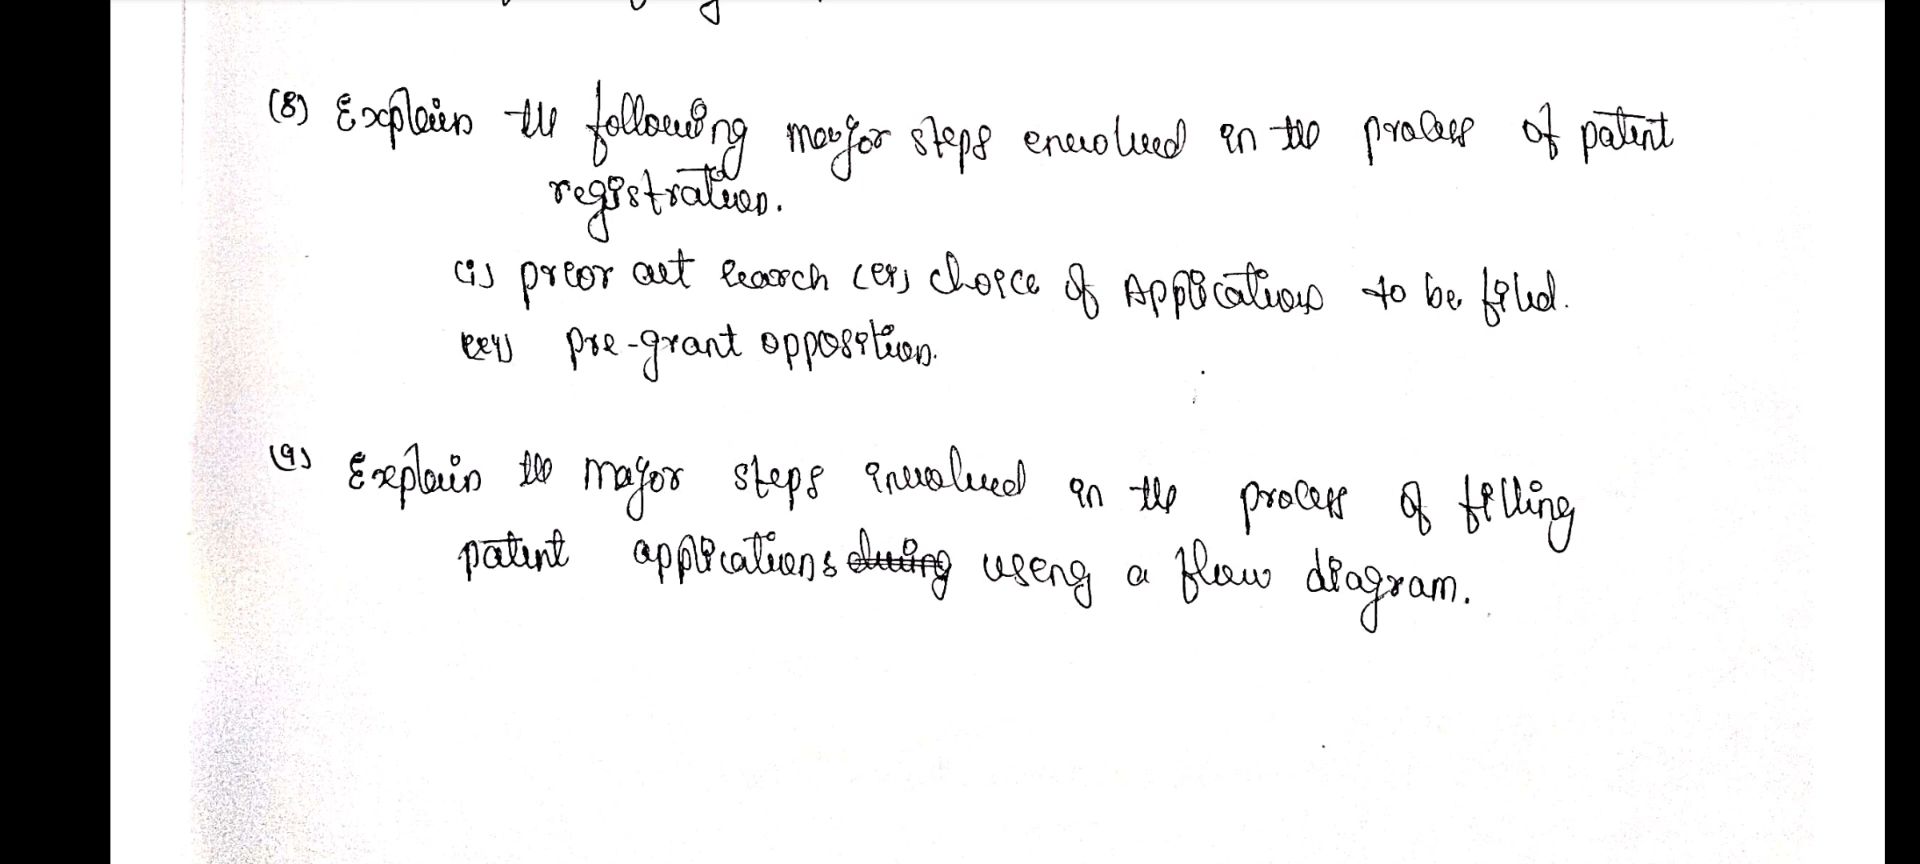 (8) Explain the following major steps envolved in the process of patent
registration.
(i) prior art search (ii) choice of Application to be filed.
(iii) pre-grant opposition.
(9) Explain the major steps involved in the process of filling
patent applications during using a flow diagram.